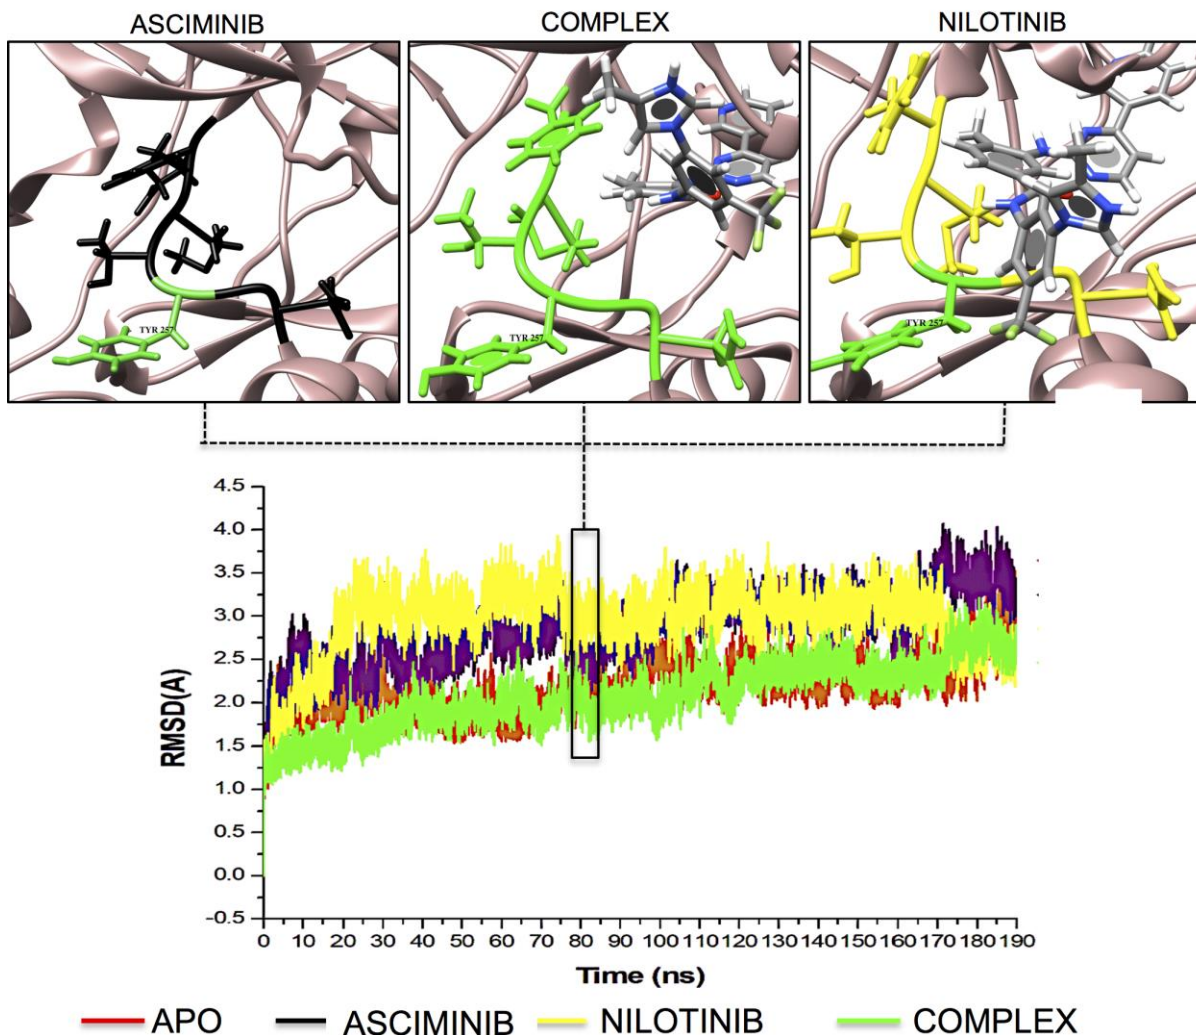 ASCIMINIB COMPLEX NILOTINIB
TYR 257 TYR 257 TYR 257
4.5
4.0
3.5
3.0
2.5
2.0
1.5
1.0
0.5
0.0
-0.5
RMSD(A)
0 10 20 30 40 50 60 70 80 90 100 110 120 130 140 150 160 170 180 190
Time (ns)
APO ASCIMINIB NILOTINIB COMPLEX